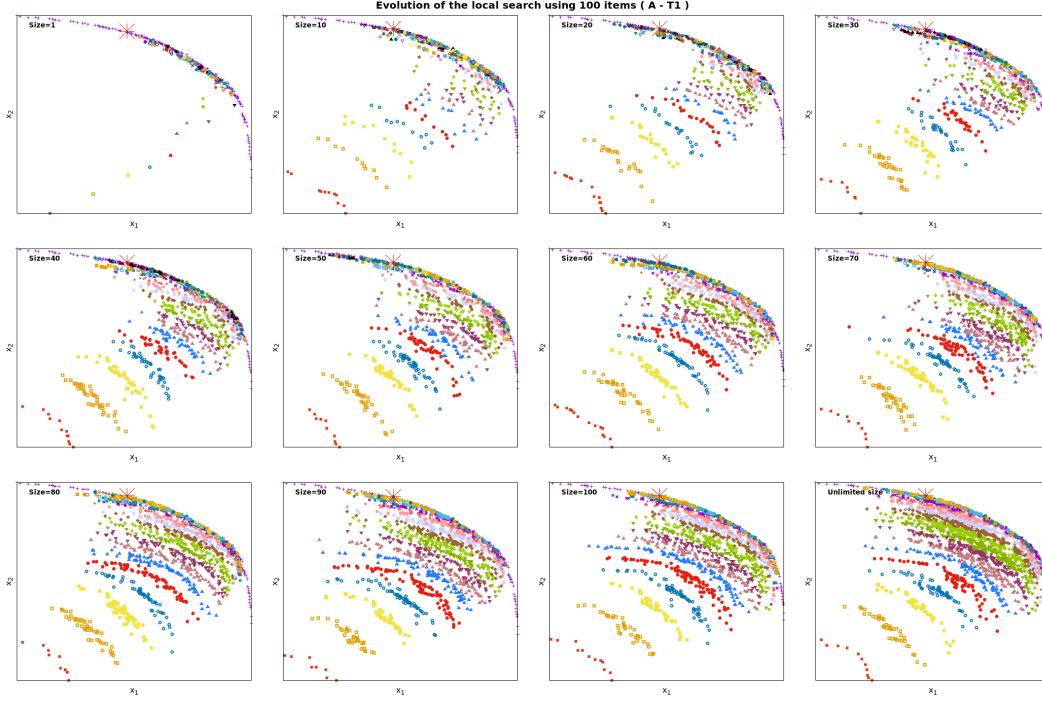 Evolution of the local search using 100 items ( A - T1 )
Size=1
Size=10
Size=20
Size=30
x2
x2
x2
x2
x1
x1
x1
x1
Size=40
Size=50
Size=60
Size=70
x2
x2
x2
x2
x1
x1
x1
x1
Size=80
Size=90
Size=100
Unlimited size
x2
x2
x2
x2
x1
x1
x1
x1